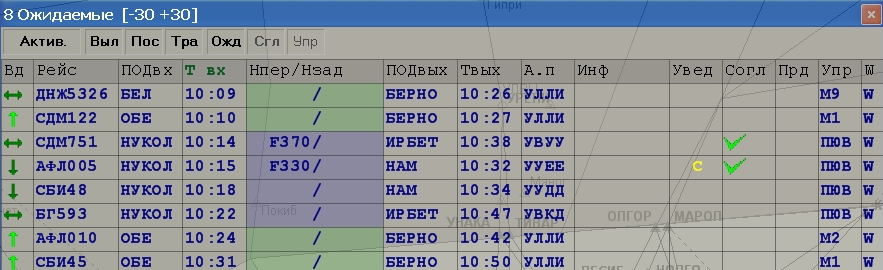 Гипри
8 Ожидаемые [-30 +30]
Актив. Выл Пос Тра Ожд Сгл Упр
Вд Рейс ПОДвх Т вх Нпер/Нзад ПОДвых Твых А.п Инф Увед Согл Прд Упр W
ДНЖ5326 БЕЛ 10:09 / БЕРНО 10:26 УЛЛИ М9 W
СДМ122 ОБЕ 10:10 / БЕРНО 10:27 УЛЛИ М1 W
СДМ751 НУКОЛ 10:14 F370/ ИРБЕТ 10:38 УВУУ ПЮВ W
АФЛ005 НУКОЛ 10:15 F330/ НАМ 10:32 УУЕЕ С ПЮВ W
СБИ48 НУКОЛ 10:18 / НАМ 10:34 УУДД ПЮВ W
БГ593 НУКОЛ 10:22 / ИРБЕТ 10:47 УВКД ПЮВ W
Покиб
ОПГОР МАРОЛ
УНАКА ТИНАР
АФЛ010 ОБЕ 10:24 / БЕРНО 10:42 УЛЛИ М2 W
СБИ45 ОБЕ 10:31 / БЕРНО 10:50 УЛЛИ М1 W